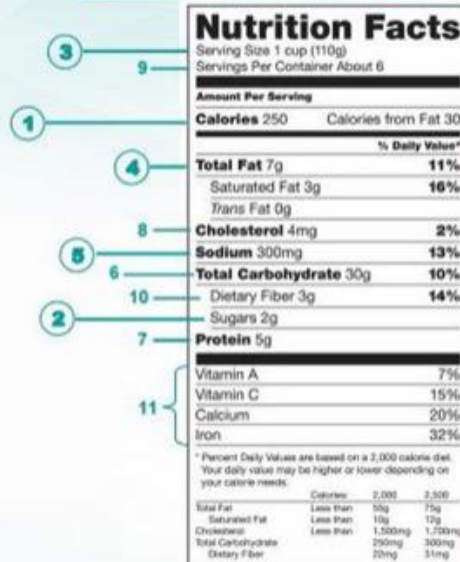 Nutrition Facts
3 Serving Size 1 cup (110g)
9 Servings Per Container About 6
Amount Per Serving
1 Calories 250 Calories from Fat 30
% Daily Value*
4 Total Fat 7g 11%
Saturated Fat 3g 16%
Trans Fat 0g
8 Cholesterol 4mg 2%
5 Sodium 300mg 13%
6 Total Carbohydrate 30g 10%
10 Dietary Fiber 3g 14%
2 Sugars 2g
7 Protein 5g
Vitamin A 7%
Vitamin C 15%
11 Calcium 20%
Iron 32%
* Percent Daily Values are based on a 2,000 calorie diet.
Your daily value may be higher or lower depending on
your calorie needs.
Calories 2,000 2,500
Total Fat Less than 55g 75g
Saturated Fat Less than 10g 12g
Cholesterol Less than 1,500mg 1,700mg
Total Carbohydrate 250mg 300mg
Dietary Fiber 22mg 31mg